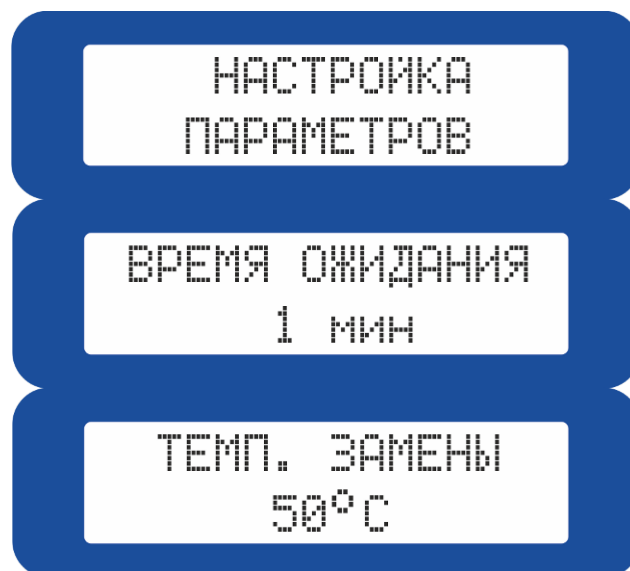 НАСТРОЙКА
ПАРАМЕТРОВ
ВРЕМЯ ОЖИДАНИЯ
1 мин
ТЕМП. ЗАМЕНЫ
50°C